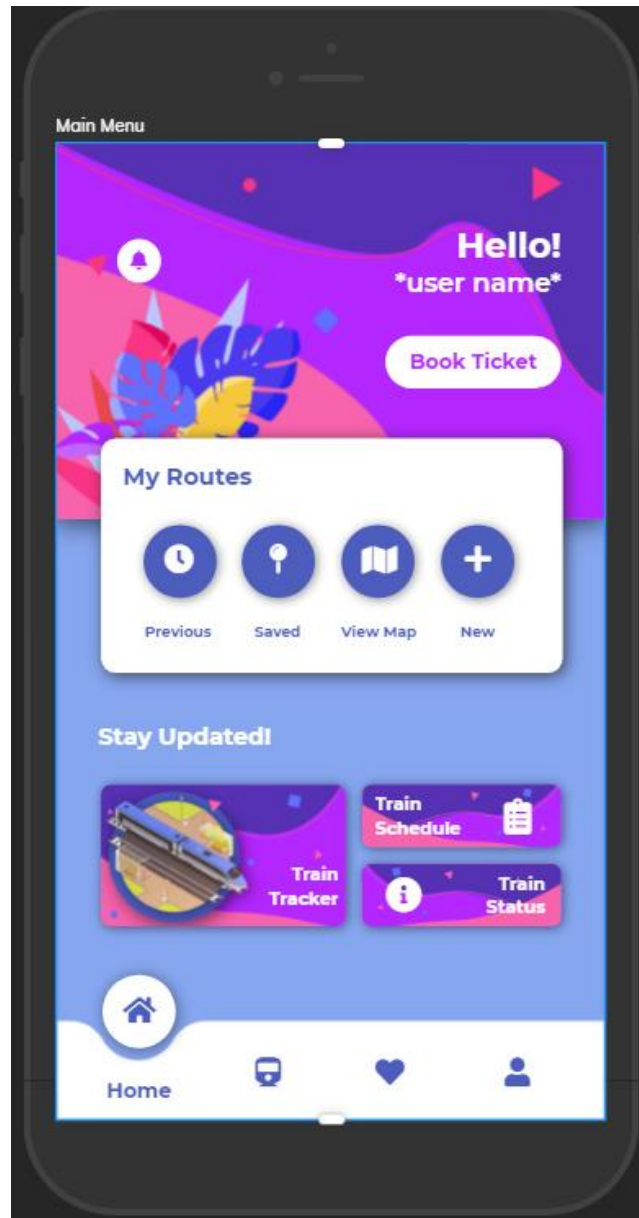 Main Menu
Hello!
*user name*
Book Ticket
My Routes
Previous
Saved
View Map
New
Stay Updated!
Train
Tracker
Train
Schedule
Train
Status
Home